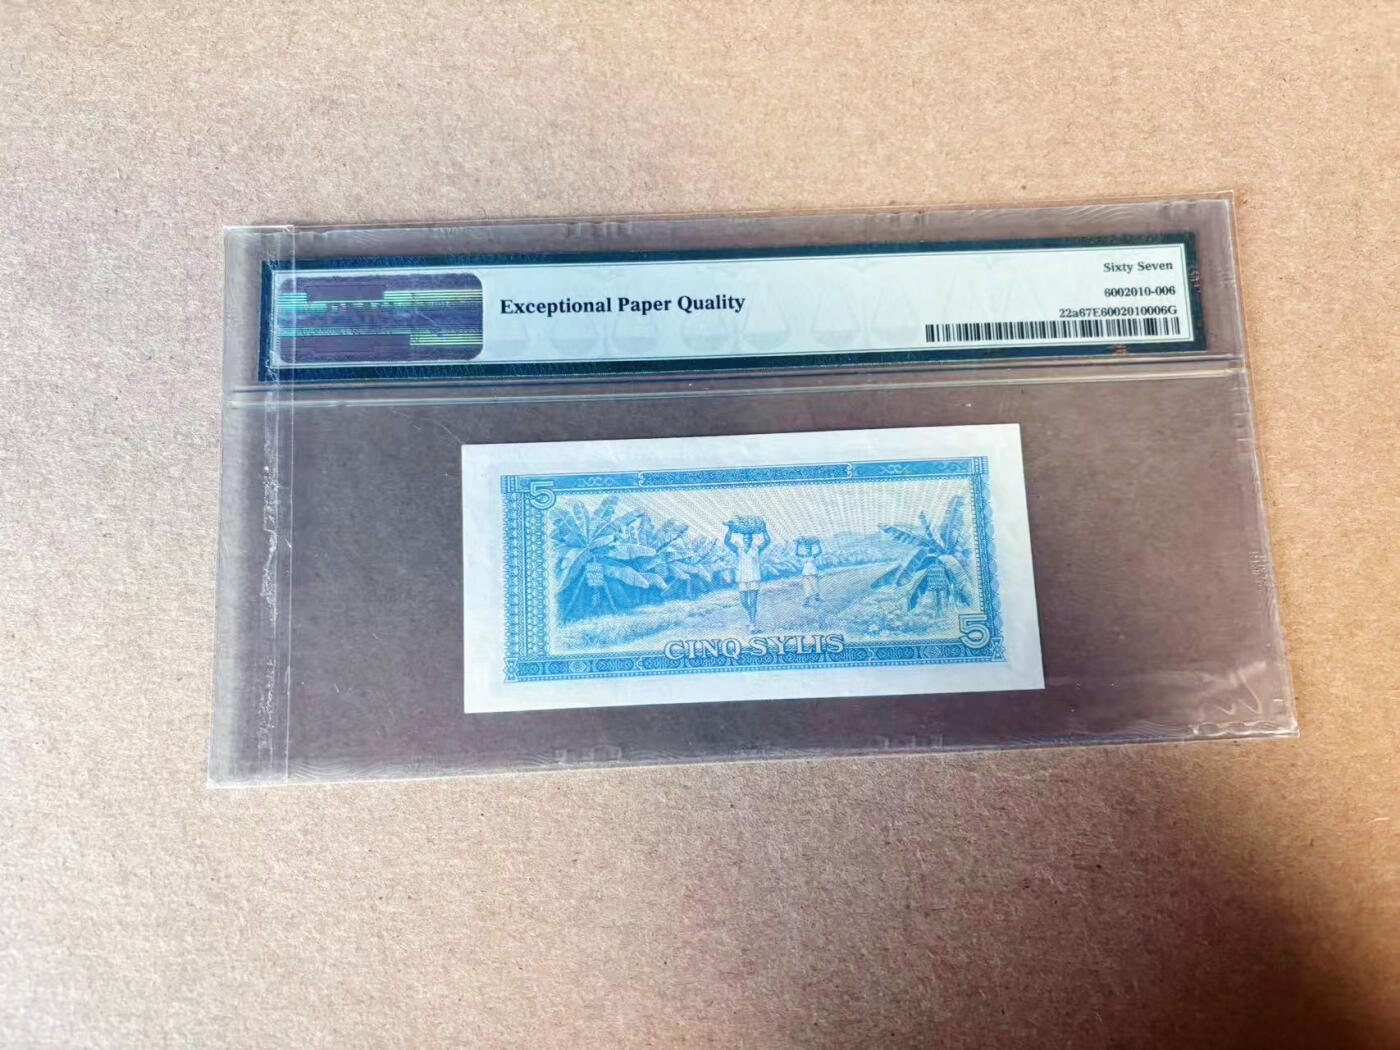 Exceptional Paper Quality
Sixty Seven
6002010-006
22a67E6002010006G
5
5
CINQ SYLIS